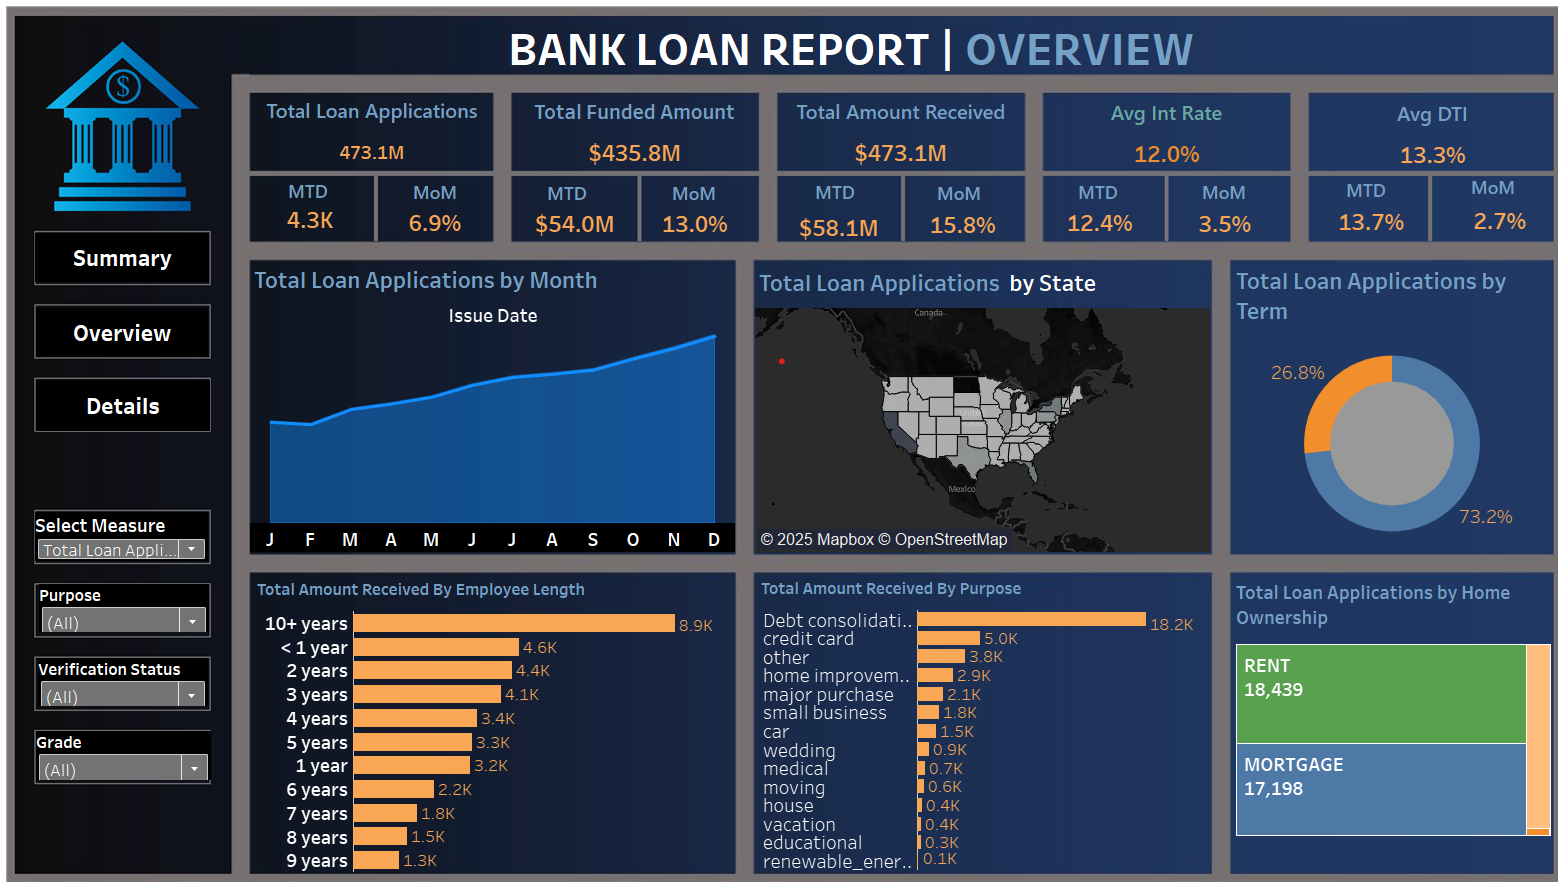 BANK LOAN REPORT | OVERVIEW
$
Summary
Overview
Details
Select Measure
Total Loan Appli...
Purpose
(All)
Verification Status
(All)
Grade
(All)
Total Loan Applications
473.1M
MTD
4.3K
MoM
6.9%
Total Funded Amount
$435.8M
MTD
$54.0M
MoM
13.0%
Total Amount Received
$473.1M
MTD
$58.1M
MoM
15.8%
Avg Int Rate
12.0%
MTD
12.4%
MoM
3.5%
Avg DTI
13.3%
MTD
13.7%
MoM
2.7%
Total Loan Applications by Month
Issue Date
J F M A M J J A S O N D
Total Loan Applications by State
Canada
Mexico
© 2025 Mapbox © OpenStreetMap
Total Loan Applications by
Term
26.8%
73.2%
Total Amount Received By Employee Length
10+ years 8.9K
< 1 year 4.6K
2 years 4.4K
3 years 4.1K
4 years 3.4K
5 years 3.3K
1 year 3.2K
6 years 2.2K
7 years 1.8K
8 years 1.5K
9 years 1.3K
Total Amount Received By Purpose
Debt consolidati.. 18.2K
credit card 5.0K
other 3.8K
home improvem.. 2.9K
major purchase 2.1K
small business 1.8K
car 1.5K
wedding 0.9K
medical 0.7K
moving 0.6K
house 0.4K
vacation 0.4K
educational 0.3K
renewable_ener.. 0.1K
Total Loan Applications by Home
Ownership
RENT
18,439
MORTGAGE
17,198